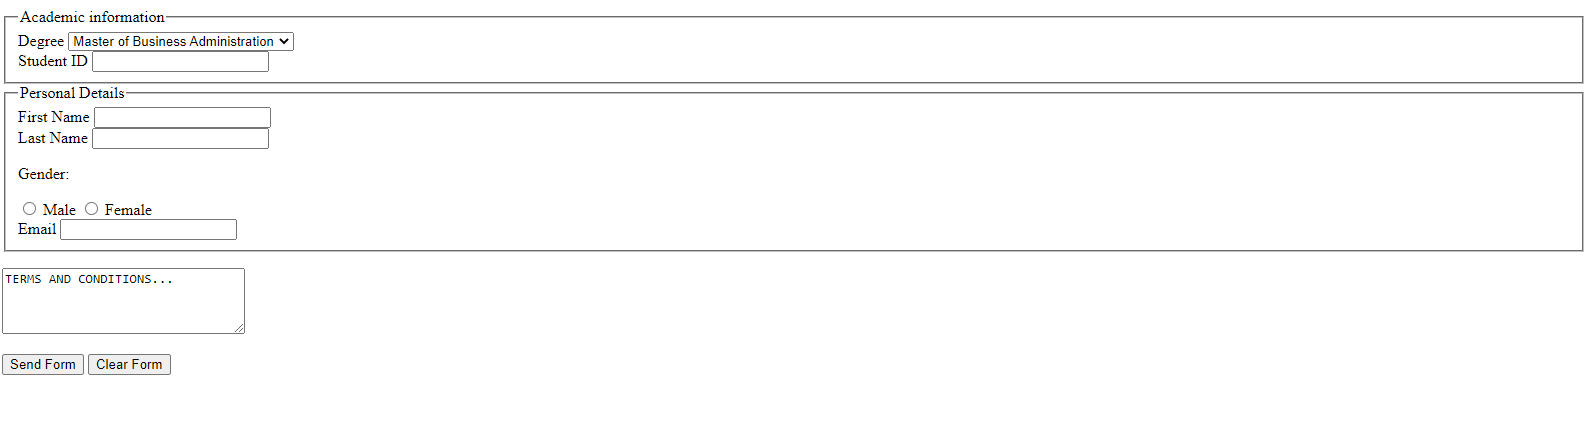 Academic information
Degree Master of Business Administration
Student ID
Personal Details
First Name
Last Name
Gender:
Male Female
Email
TERMS AND CONDITIONS...
Send Form Clear Form